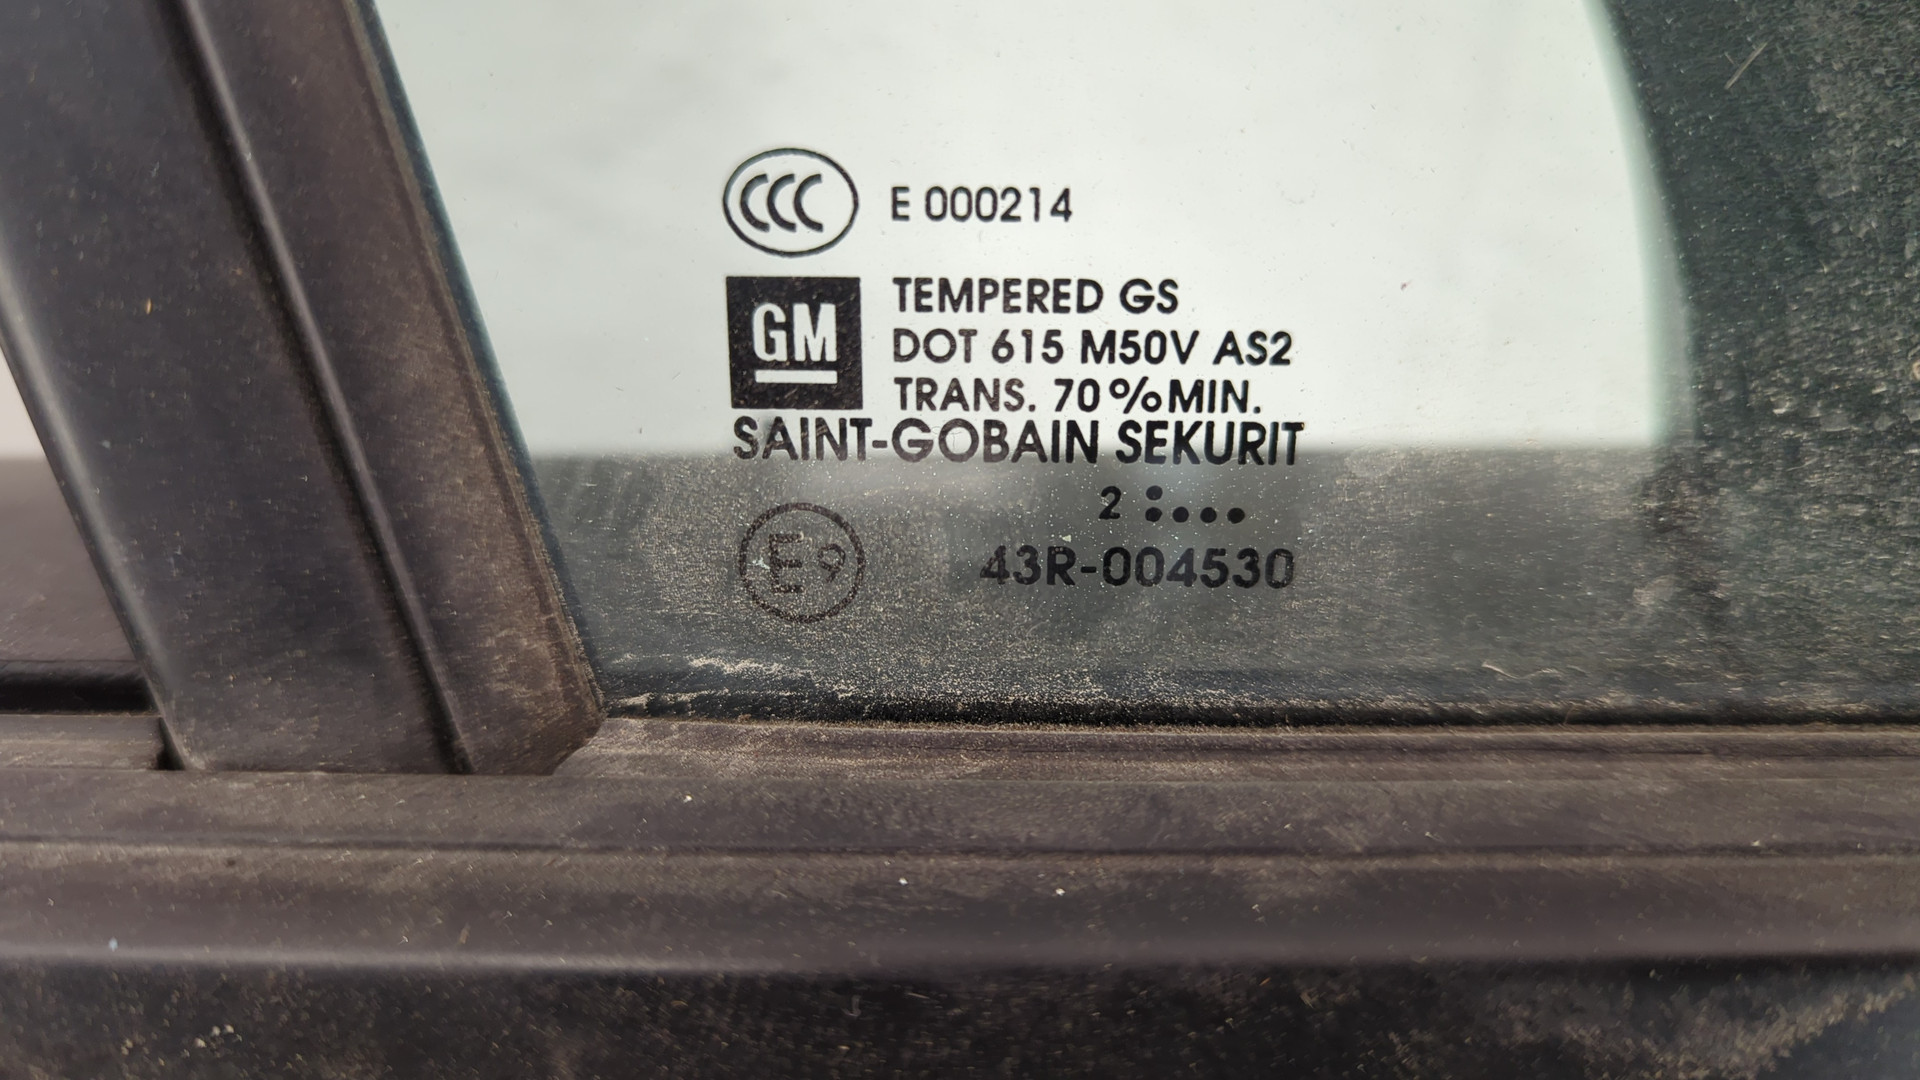 CCC E 000214
GM TEMPERED GS
DOT 615 M50V AS2
TRANS. 70%MIN.
SAINT-GOBAIN SEKURIT
2 :....
E9 43R-004530